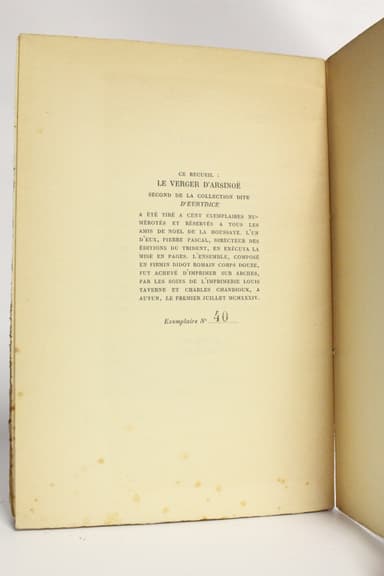 CE RECUEIL :
LE VERGER D'ARSINOË
SECOND DE LA COLLECTION DITE
D'EURYDICE
A ÉTÉ TIRÉ A CENT EXEMPLAIRES NU-
MÉROTÉS ET RÉSERVÉS A TOUS LES
AMIS DE NOEL DE LA HOUSSAYE. L'UN
D'EUX, PIERRE PASCAL, DIRECTEUR DES
ÉDITIONS DU TRIDENT, EN EXÉCUTA LA
MISE EN PAGES. L'ENSEMBLE, COMPOSÉ
EN FIRMIN DIDOT ROMAIN CORPS DOUZE,
FUT ACHEVÉ D'IMPRIMER SUR ARCHES,
PAR LES SOINS DE L'IMPRIMERIE LOUIS
TAVERNE ET CHARLES CHANDIOUX, A
AUTUN, LE PREMIER JUILLET MCMXXXIV.
Exemplaire N° 40